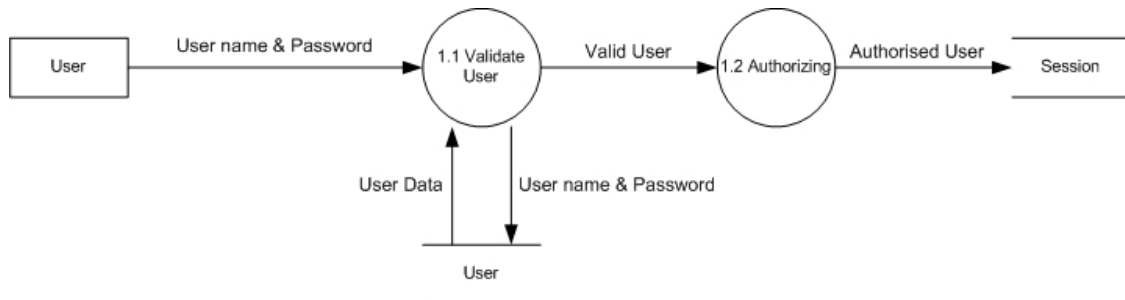 User name & Password
Valid User
Authorised User
User
1.1 Validate
User
1.2 Authorizing
Session
User Data
User name & Password
User